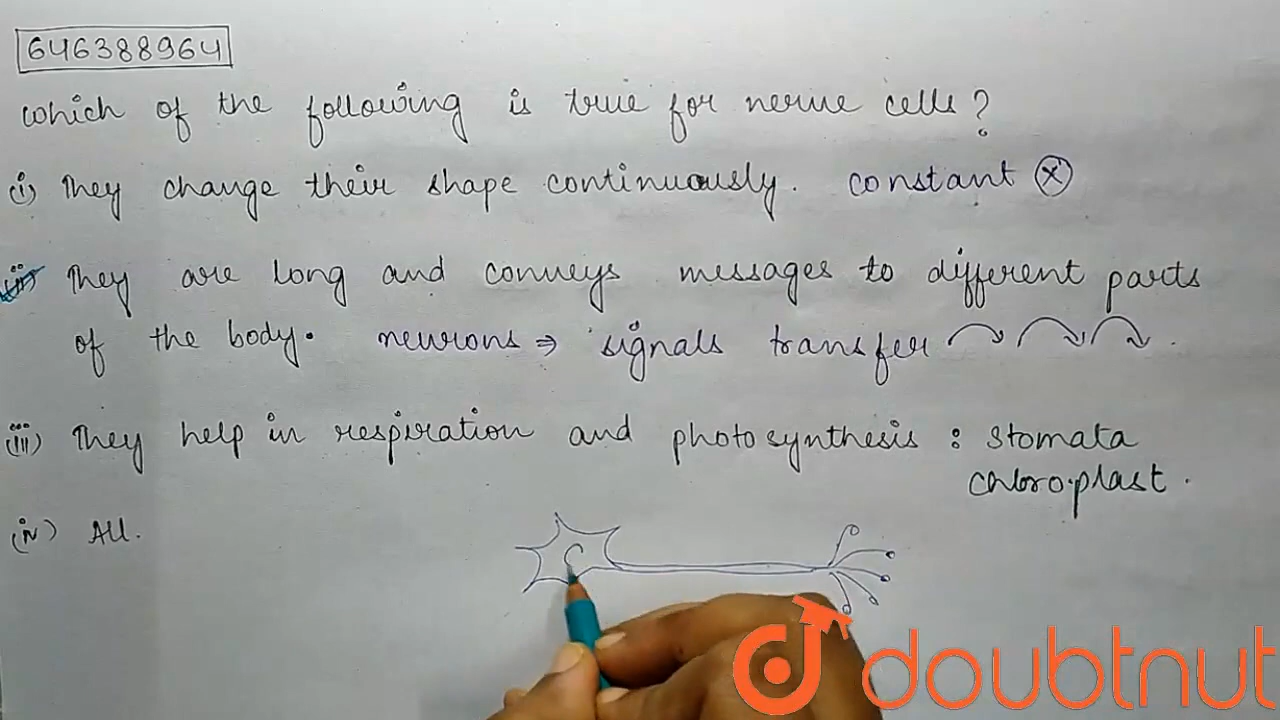 646388964
which of the following is true for nerve cells?
(i) They change their shape continuously. constant (x)
(ii) They are long and conveys messages to different parts
of the body. neurons ⇒ signals transfer
(iii) They help in respiration and photosynthesis : stomata
chloroplast.
(iv) All.
doubtnut